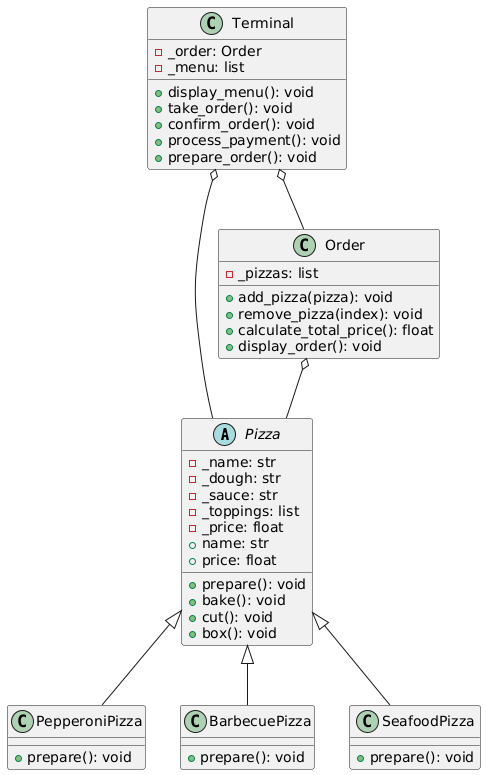 C Terminal
_order: Order
_menu: list
display_menu(): void
take_order(): void
confirm_order(): void
process_payment(): void
prepare_order(): void
C Order
_pizzas: list
add_pizza(pizza): void
remove_pizza(index): void
calculate_total_price(): float
display_order(): void
A Pizza
_name: str
_dough: str
_sauce: str
_toppings: list
_price: float
name: str
price: float
prepare(): void
bake(): void
cut(): void
box(): void
C PepperoniPizza
prepare(): void
C BarbecuePizza
prepare(): void
C SeafoodPizza
prepare(): void